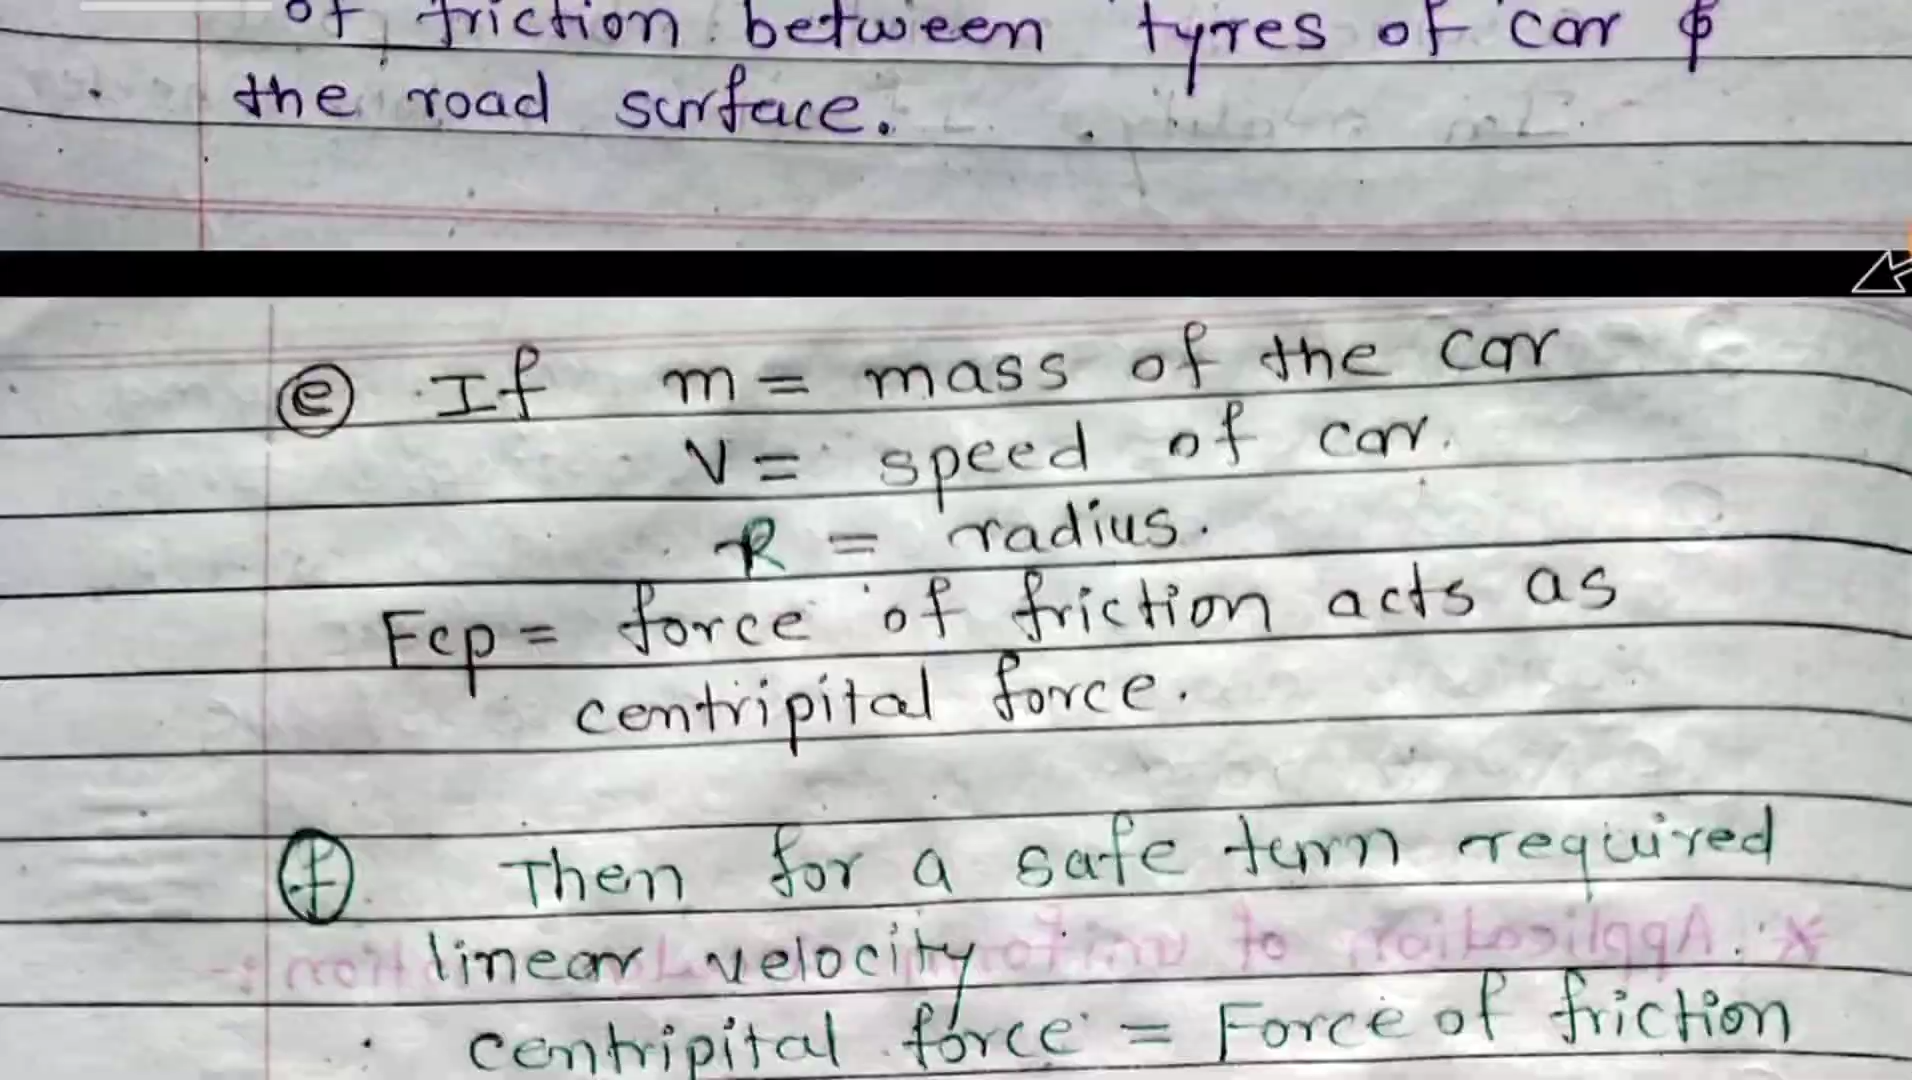 of friction between tyres of car &
the road surface.
ⓔ If m = mass of the car
V = speed of car.
R = radius.
Fcp = force of friction acts as
centripital force.
ⓕ Then for a safe turn required
linear velocity
centripital force = Force of friction